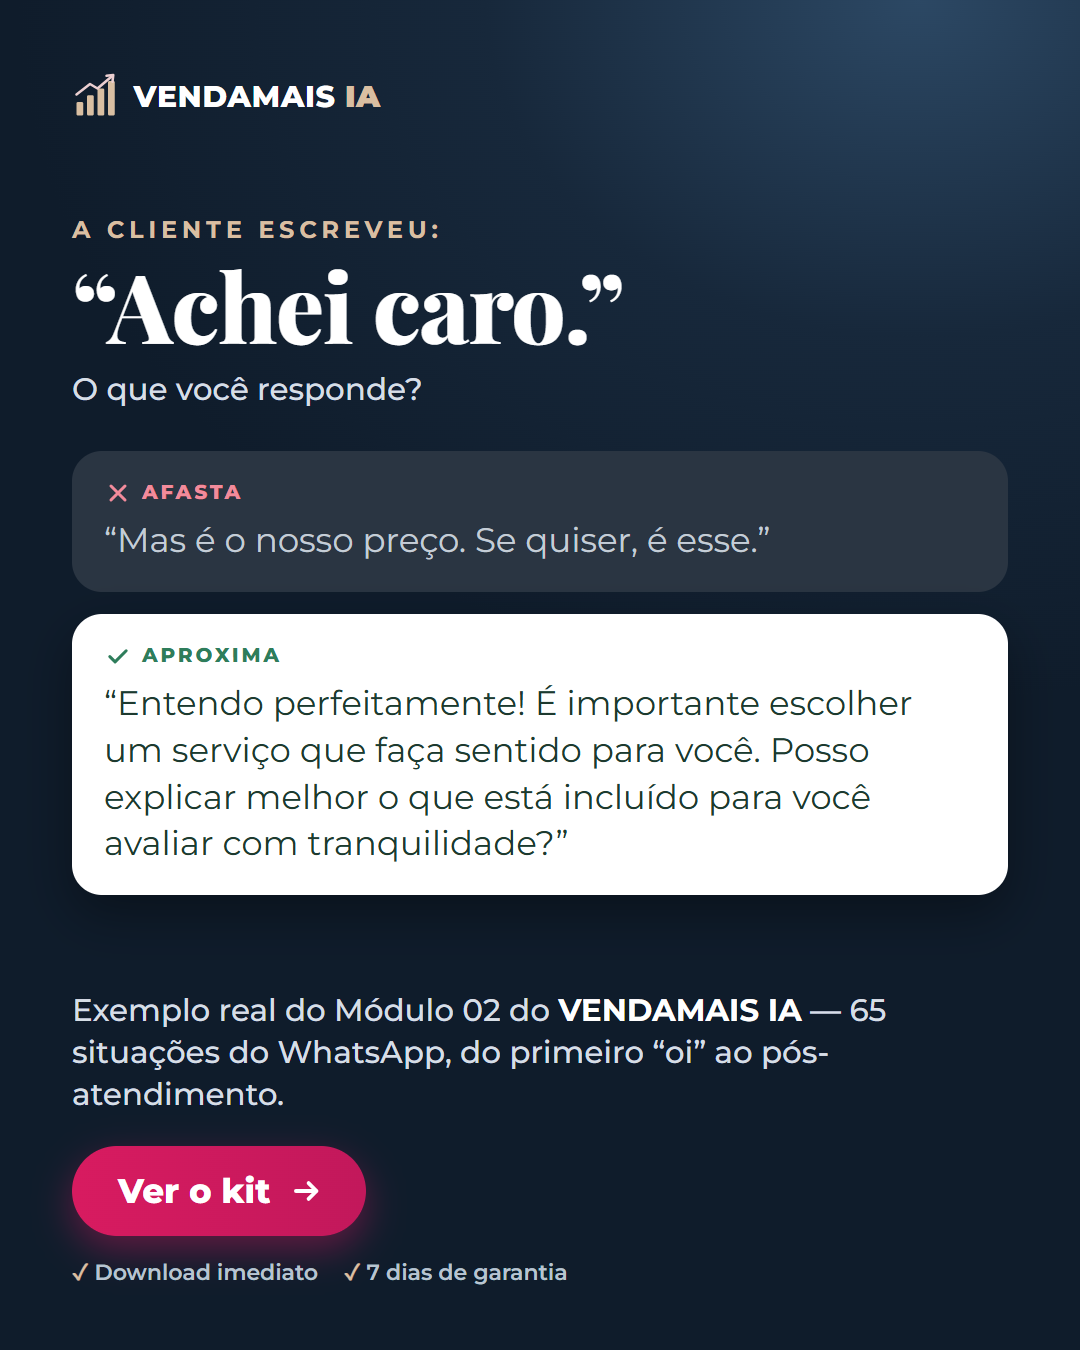 VENDAMAIS IA
A CLIENTE ESCREVEU:
“Achei caro.”
O que você responde?
AFASTA
“Mas é o nosso preço. Se quiser, é esse.”
APROXIMA
“Entendo perfeitamente! É importante escolher
um serviço que faça sentido para você. Posso
explicar melhor o que está incluído para você
avaliar com tranquilidade?”
Exemplo real do Módulo 02 do VENDAMAIS IA — 65
situações do WhatsApp, do primeiro “oi” ao pós-
atendimento.
Ver o kit →
✓ Download imediato ✓ 7 dias de garantia